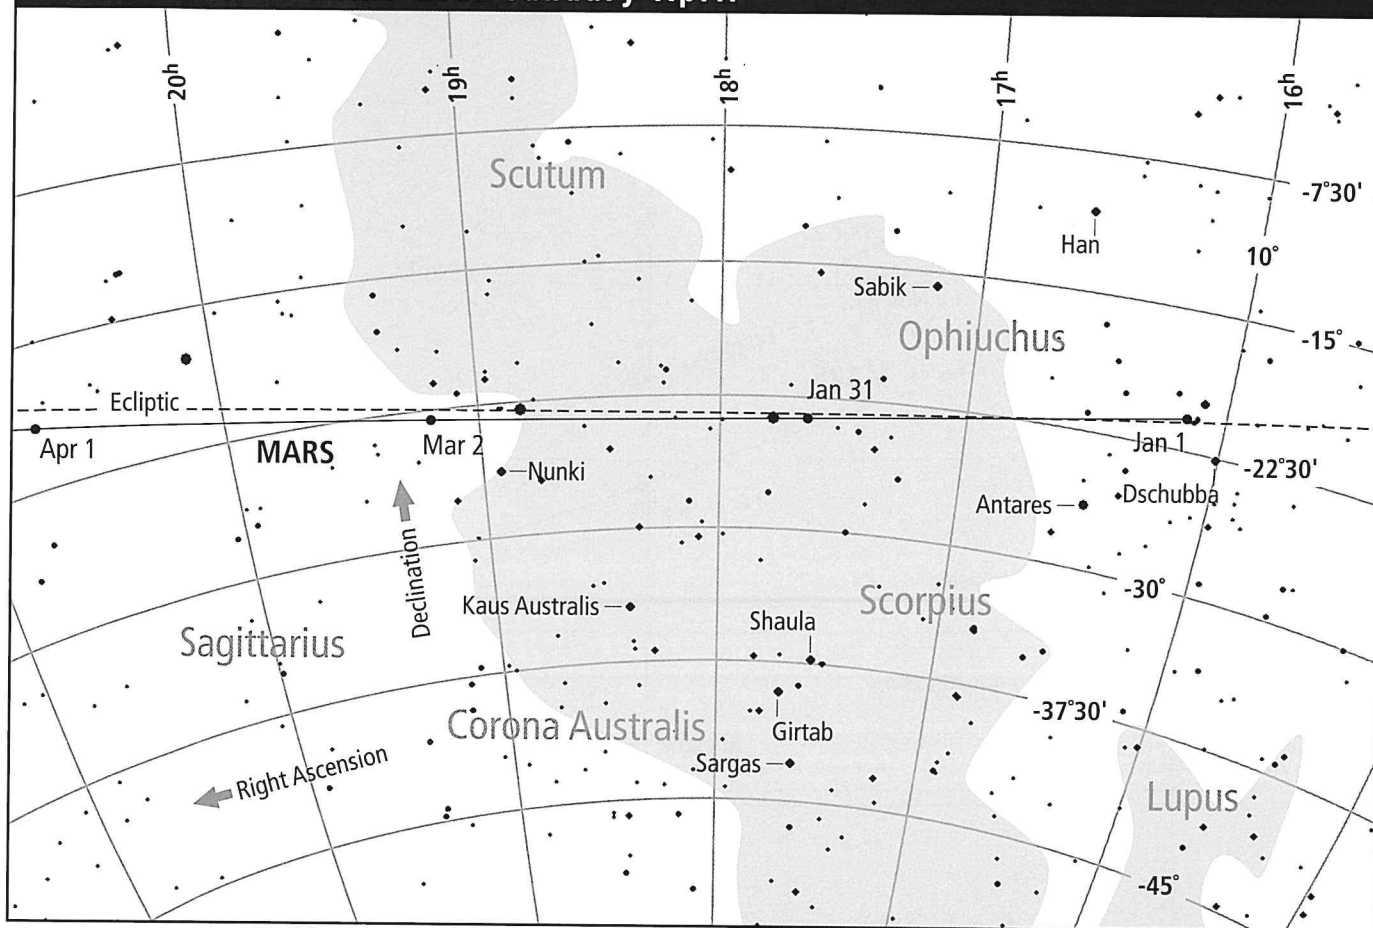 20h
19h
18h
17h
16h
Scutum
-7°30'
Han
10°
Sabik
Ophiuchus
-15°
Jan 31
Ecliptic
Apr 1
MARS
Mar 2
Jan 1
Nunki
-22°30'
Antares
Dschubba
Declination
Kaus Australis
Scorpius
-30°
Shaula
Sagittarius
Corona Australis
-37°30'
Girtab
Right Ascension
Sargas
Lupus
-45°